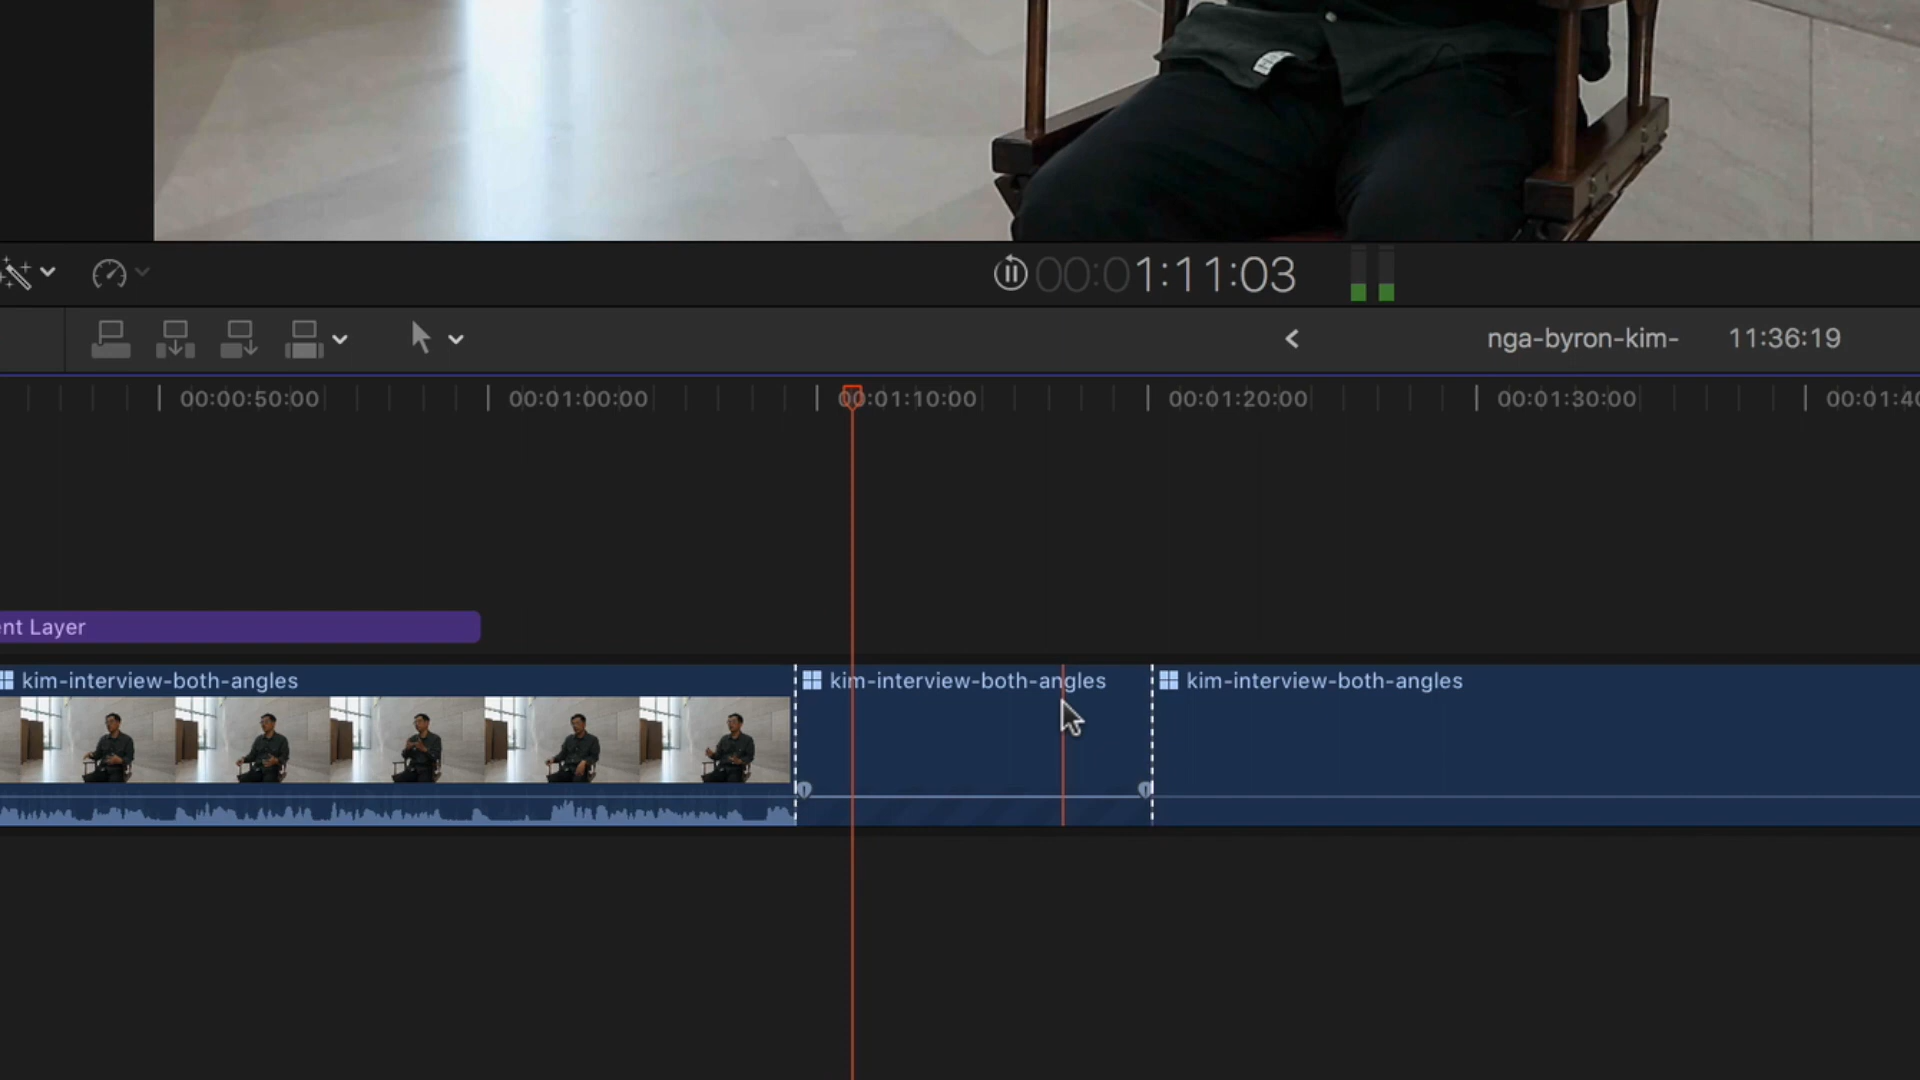 00:01:11:03
nga-byron-kim-
11:36:19
00:00:50:00
00:01:00:00
00:01:10:00
00:01:20:00
00:01:30:00
00:01:40
nt Layer
kim-interview-both-angles
kim-interview-both-angles
kim-interview-both-angles